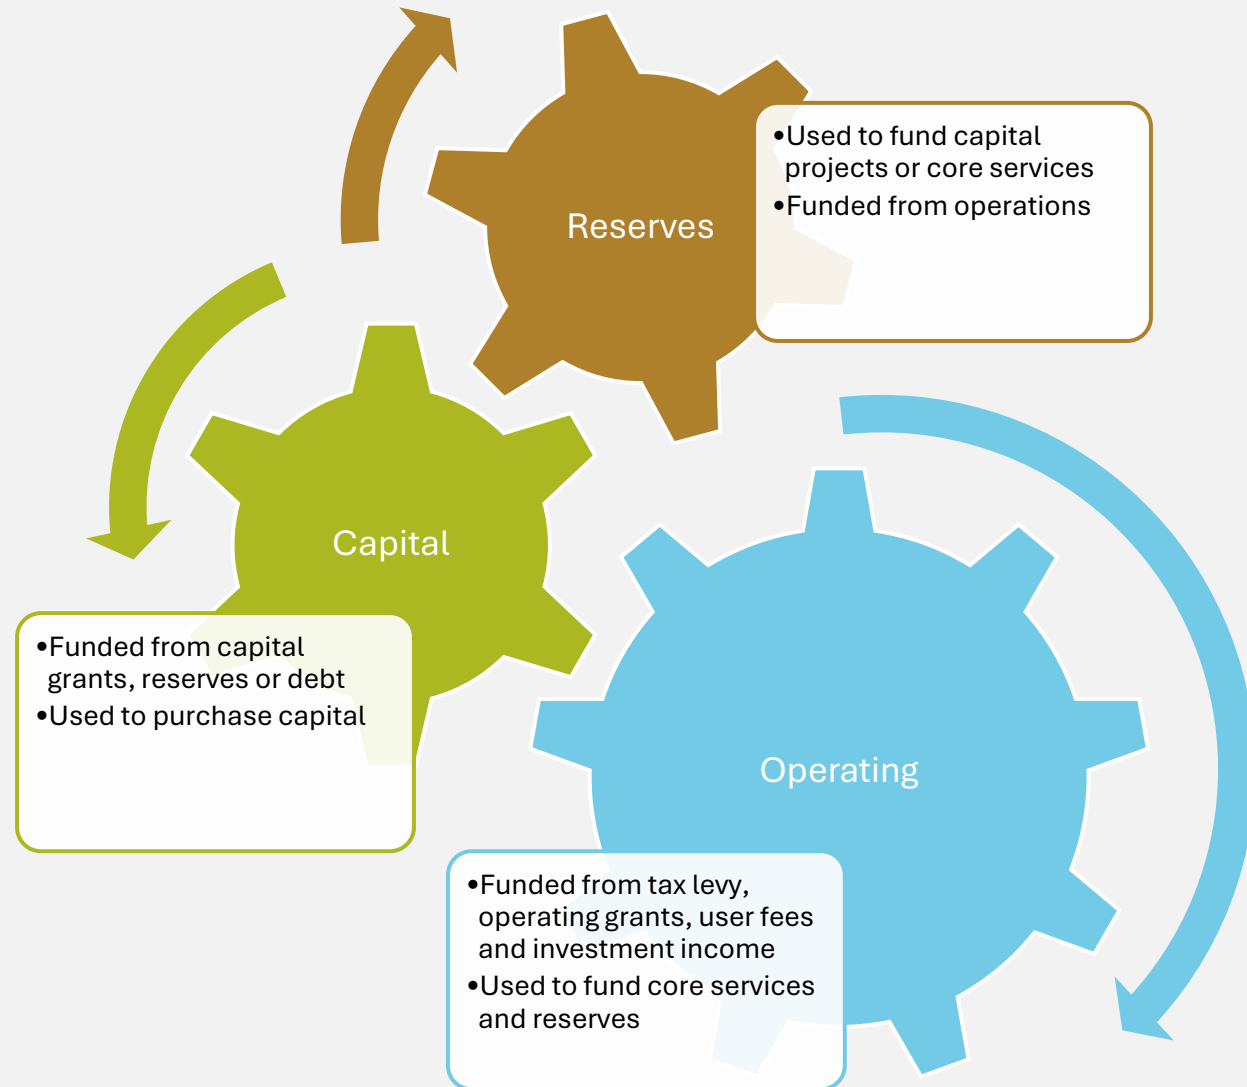 Reserves
•Used to fund capital
projects or core services
•Funded from operations
Capital
•Funded from capital
grants, reserves or debt
•Used to purchase capital
Operating
•Funded from tax levy,
operating grants, user fees
and investment income
•Used to fund core services
and reserves